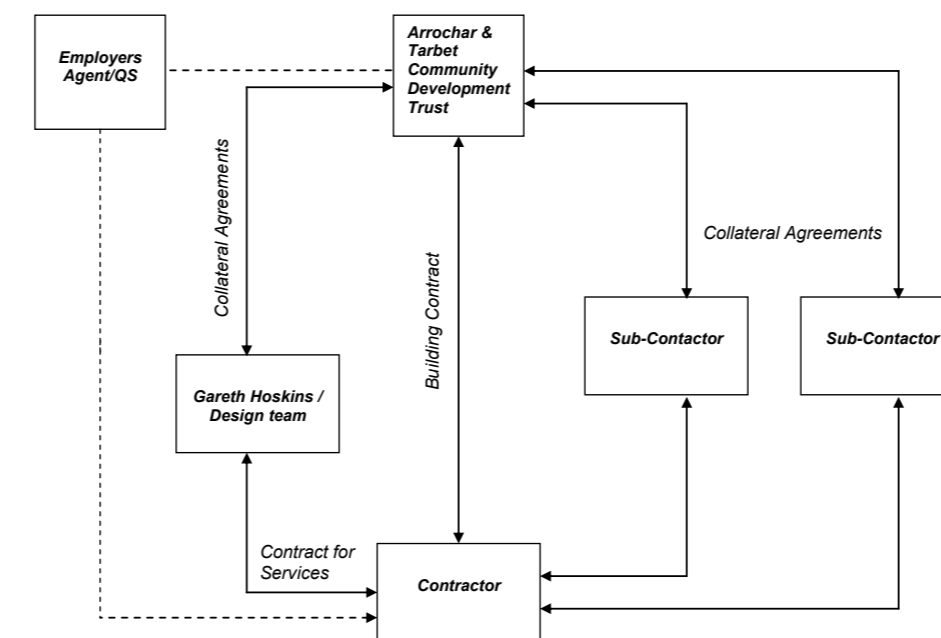 Employers
Agent/QS
Arrochar &
Tarbet
Community
Development
Trust
Collateral Agreements
Building Contract
Collateral Agreements
Sub-Contactor
Sub-Contactor
Gareth Hoskins /
Design team
Contract for
Services
Contractor